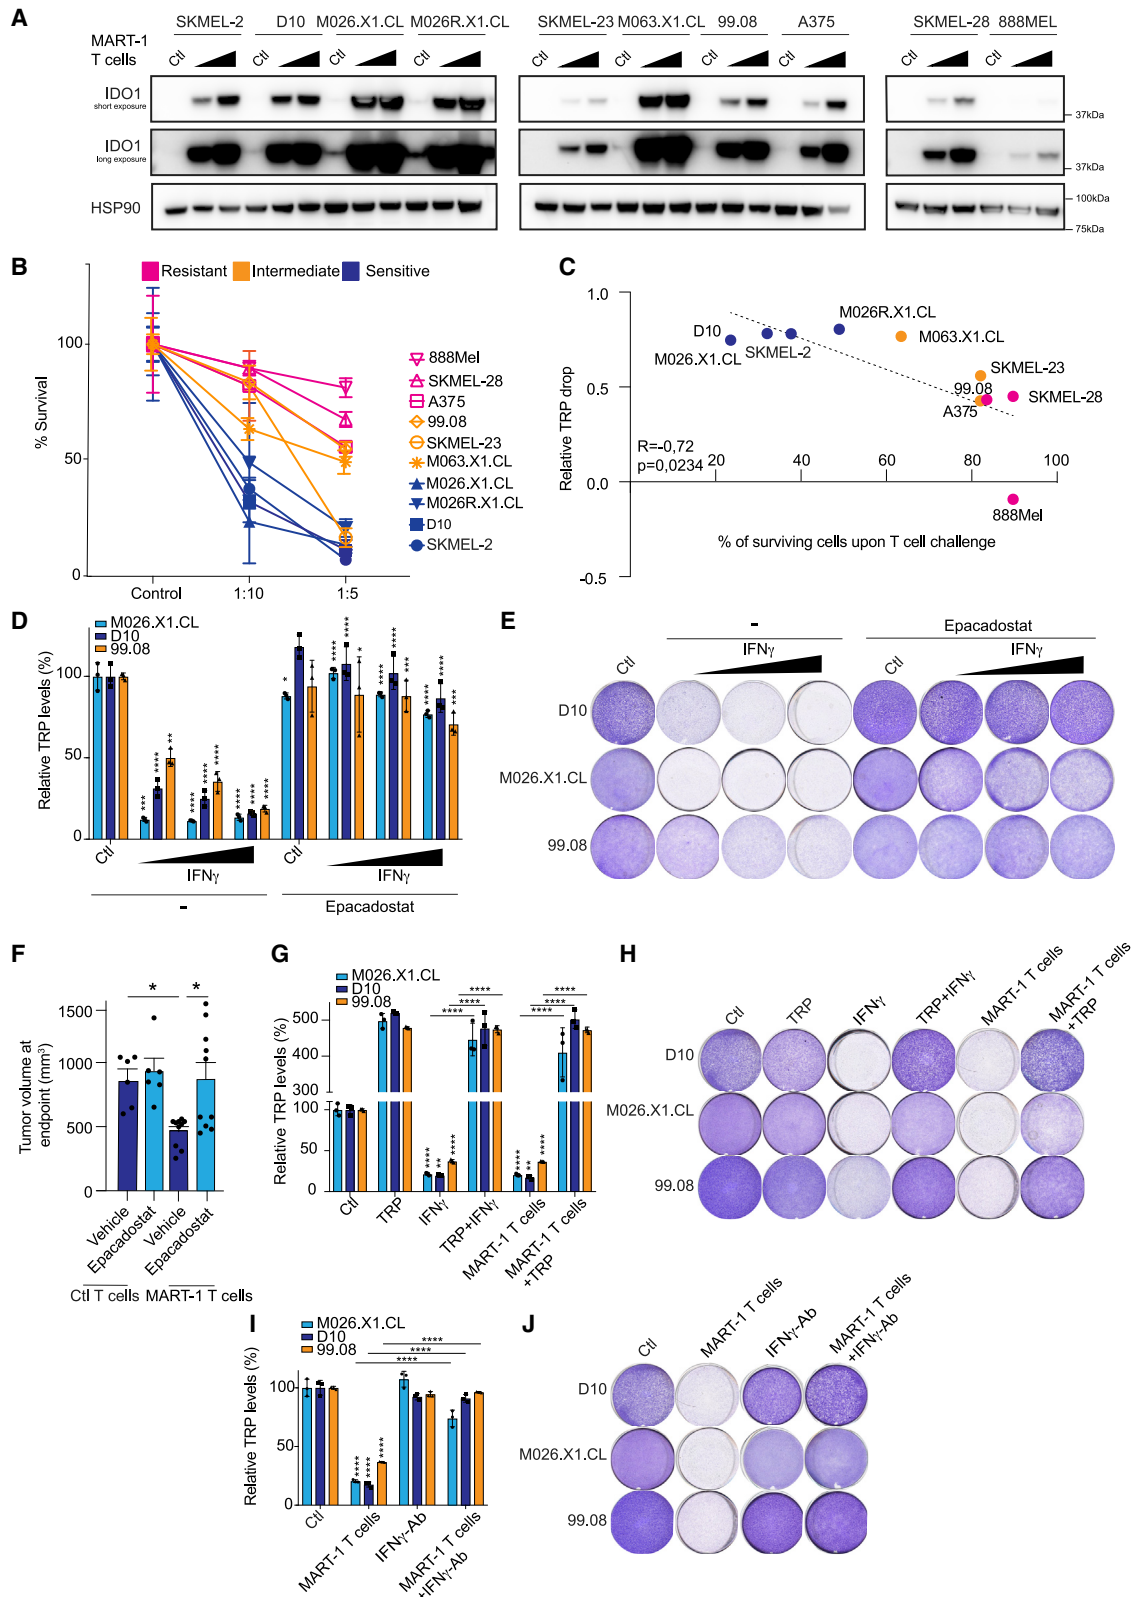 A
SKMEL-2 D10 M026.X1.CL M026R.X1.CL SKMEL-23 M063.X1.CL 99.08 A375 SKMEL-28 888MEL
MART-1
T cells
Ctl Ctl Ctl Ctl Ctl Ctl Ctl Ctl Ctl Ctl
IDO1
short exposure
37kDa
IDO1
long exposure
37kDa
HSP90
100kDa
75kDa
B
Resistant Intermediate Sensitive
% Survival
100
50
0
Control 1:10 1:5
888Mel
SKMEL-28
A375
99.08
SKMEL-23
M063.X1.CL
M026.X1.CL
M026R.X1.CL
D10
SKMEL-2
C
Relative TRP drop
1.0
0.5
0.0
-0.5
D10
M026.X1.CL
SKMEL-2
M026R.X1.CL
M063.X1.CL
SKMEL-23
99.08
A375
SKMEL-28
888Mel
R=-0,72
p=0,0234
20 40 60 80 100
% of surviving cells upon T cell challenge
D
M026.X1.CL
D10
99.08
Relative TRP levels (%)
100
50
0
*** **** ** **** **** **** **** **** ****
* **** **** * **** **** *** **** **** ***
Ctl IFNγ Ctl IFNγ
- Epacadostat
E
- Epacadostat
Ctl IFNγ Ctl IFNγ
D10
M026.X1.CL
99.08
F
Tumor volume at
endpoint (mm³)
1500
1000
500
0
* *
Vehicle Epacadostat Vehicle Epacadostat
Ctl T cells MART-1 T cells
G
M026.X1.CL
D10
99.08
Relative TRP levels (%)
500
400
300
100
50
0
**** ****
**** ****
**** ****
**** ** **** **** ** ****
Ctl
TRP
IFNγ
TRP+IFNγ
MART-1 T cells
MART-1 T cells
+TRP
H
Ctl
TRP
IFNγ
TRP+IFNγ
MART-1 T cells
MART-1 T cells
+TRP
D10
M026.X1.CL
99.08
I
M026.X1.CL
D10
99.08
Relative TRP levels (%)
100
50
0
****
****
****
**** **** ****
Ctl
MART-1 T cells
IFNγ-Ab
MART-1 T cells
+IFNγ-Ab
J
Ctl
MART-1 T cells
IFNγ-Ab
MART-1 T cells
+IFNγ-Ab
D10
M026.X1.CL
99.08